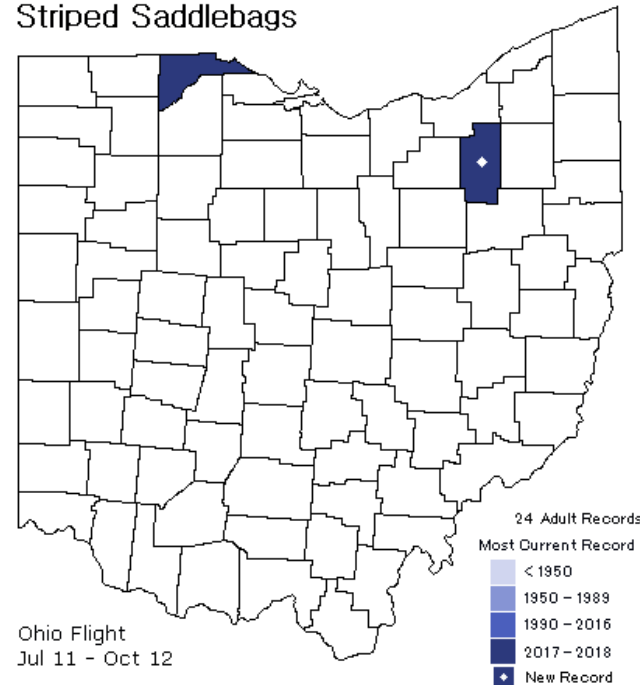 Striped Saddlebags
24 Adult Records
Most Current Record
< 1950
1950 - 1989
1990 - 2016
2017 - 2018
New Record
Ohio Flight
Jul 11 - Oct 12